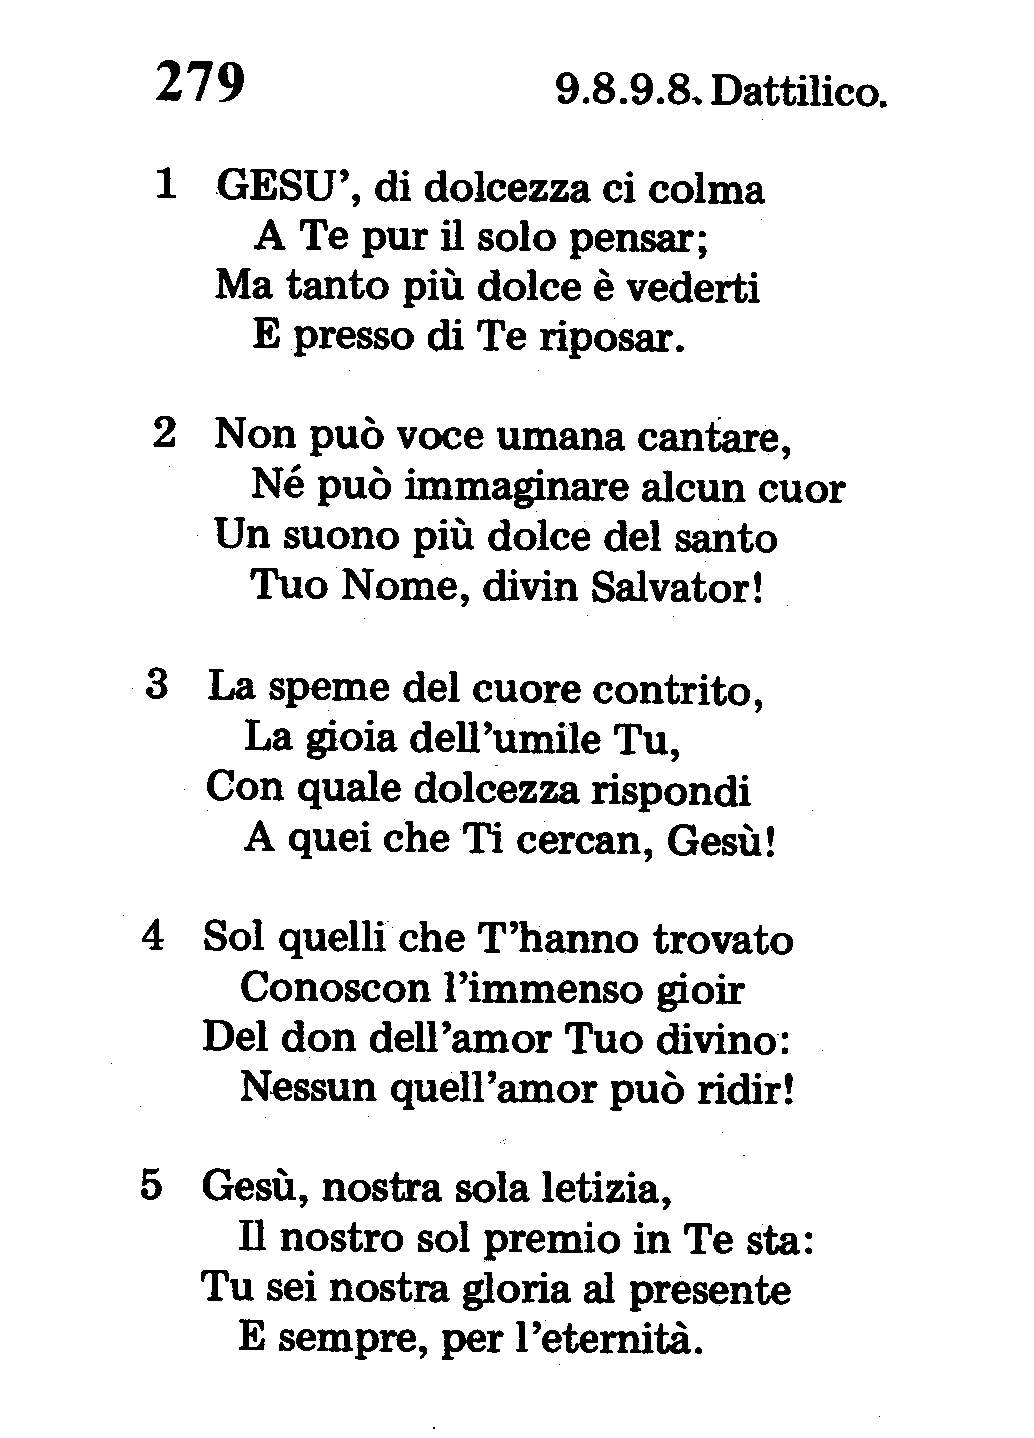 279 9.8.9.8. Dattilico.
1 GESU’, di dolcezza ci colma
A Te pur il solo pensar;
Ma tanto più dolce è vederti
E presso di Te riposar.
2 Non può voce umana cantare,
Né può immaginare alcun cuor
Un suono più dolce del santo
Tuo Nome, divin Salvator!
3 La speme del cuore contrito,
La gioia dell’umile Tu,
Con quale dolcezza rispondi
A quei che Ti cercan, Gesù!
4 Sol quelli che T’hanno trovato
Conoscon l’immenso gioir
Del don dell’amor Tuo divino:
Nessun quell’amor può ridir!
5 Gesù, nostra sola letizia,
Il nostro sol premio in Te sta:
Tu sei nostra gloria al presente
E sempre, per l’eternità.